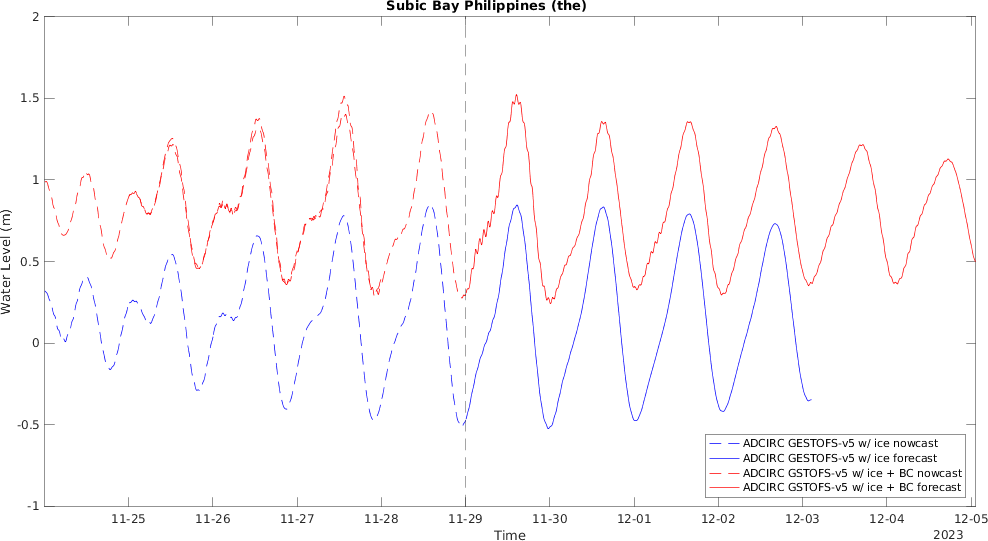 Subic Bay Philippines (the)
2
1.5
1
0.5
0
-0.5
-1
Water Level (m)
ADCIRC GESTOFS-v5 w/ ice nowcast
ADCIRC GESTOFS-v5 w/ ice forecast
ADCIRC GSTOFS-v5 w/ ice + BC nowcast
ADCIRC GSTOFS-v5 w/ ice + BC forecast
11-25 11-26 11-27 11-28 11-29 11-30 12-01 12-02 12-03 12-04 12-05
Time
2023